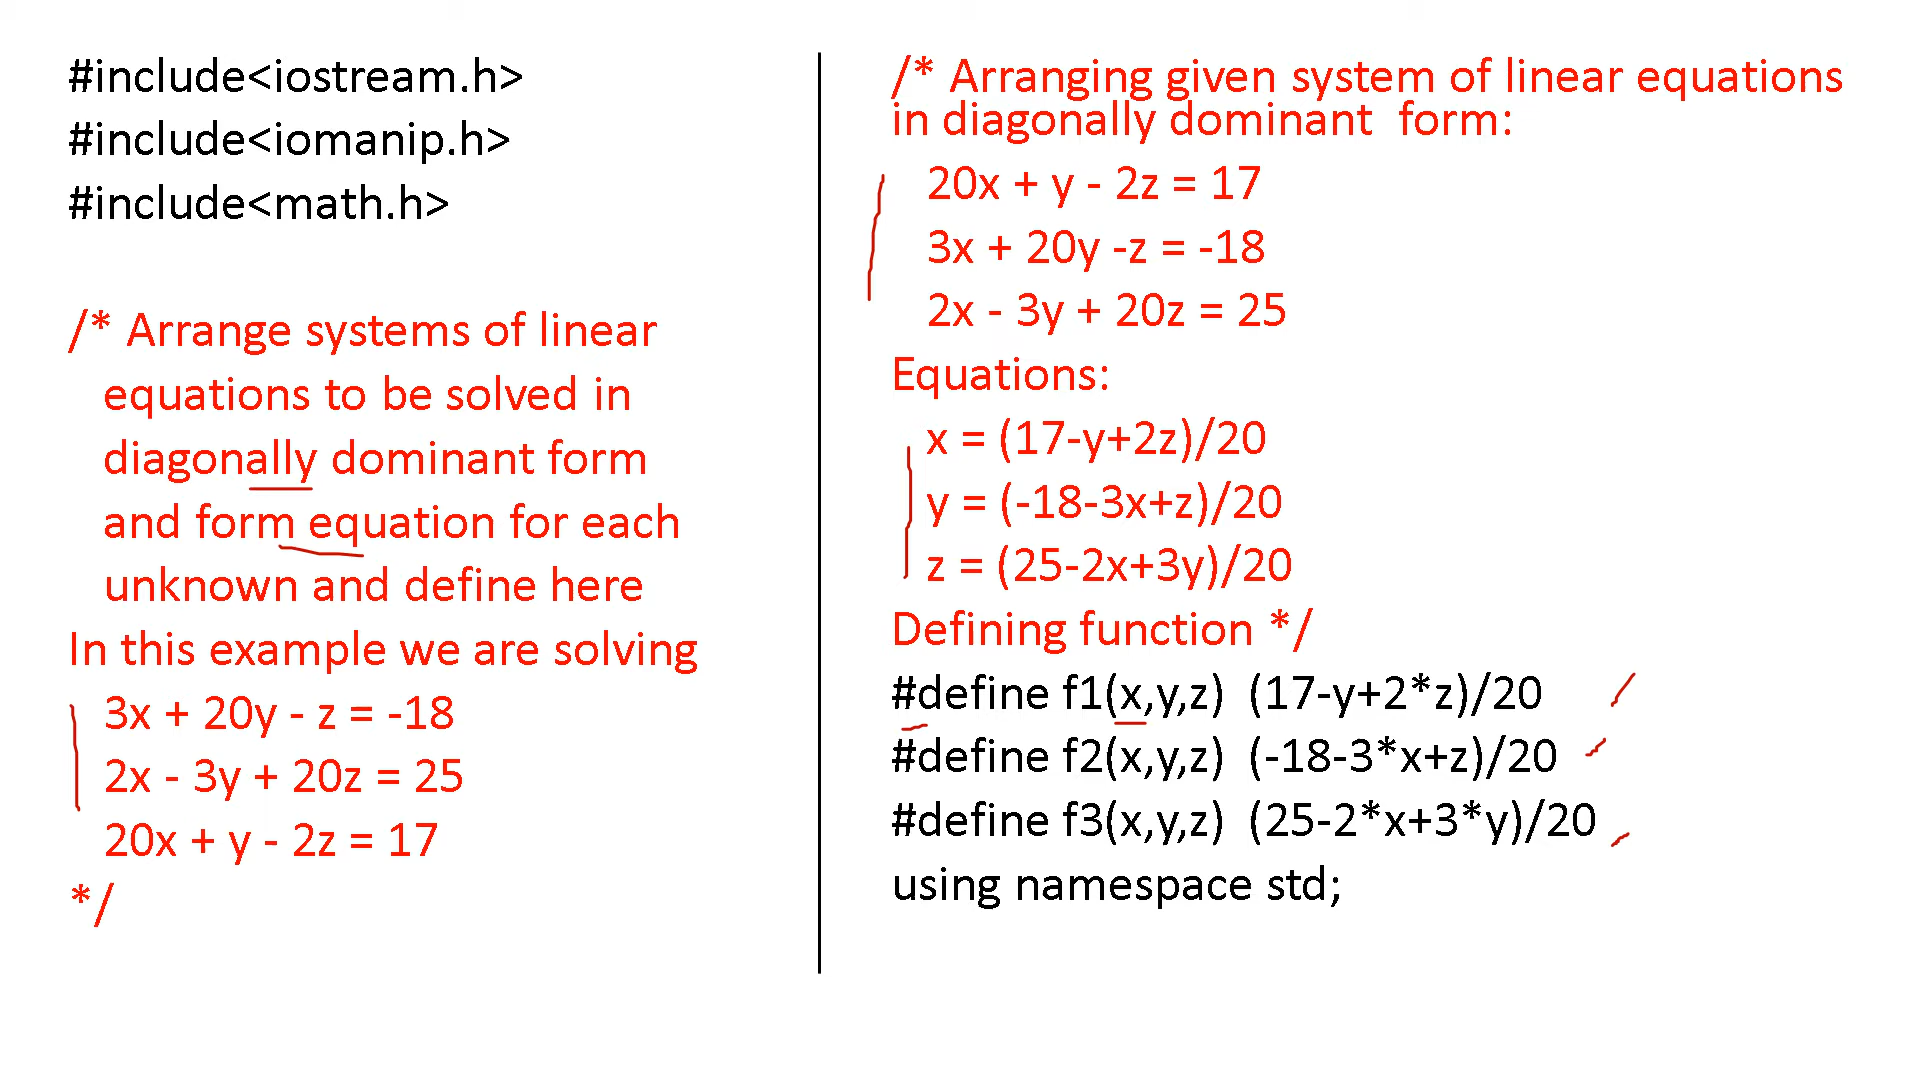 #include<iostream.h>
#include<iomanip.h>
#include<math.h>
/* Arrange systems of linear
equations to be solved in
diagonally dominant form
and form equation for each
unknown and define here
In this example we are solving
3x + 20y - z = -18
2x - 3y + 20z = 25
20x + y - 2z = 17
*/
/* Arranging given system of linear equations
in diagonally dominant form:
20x + y - 2z = 17
3x + 20y -z = -18
2x - 3y + 20z = 25
Equations:
x = (17-y+2z)/20
y = (-18-3x+z)/20
z = (25-2x+3y)/20
Defining function */
#define f1(x,y,z) (17-y+2*z)/20
#define f2(x,y,z) (-18-3*x+z)/20
#define f3(x,y,z) (25-2*x+3*y)/20
using namespace std;